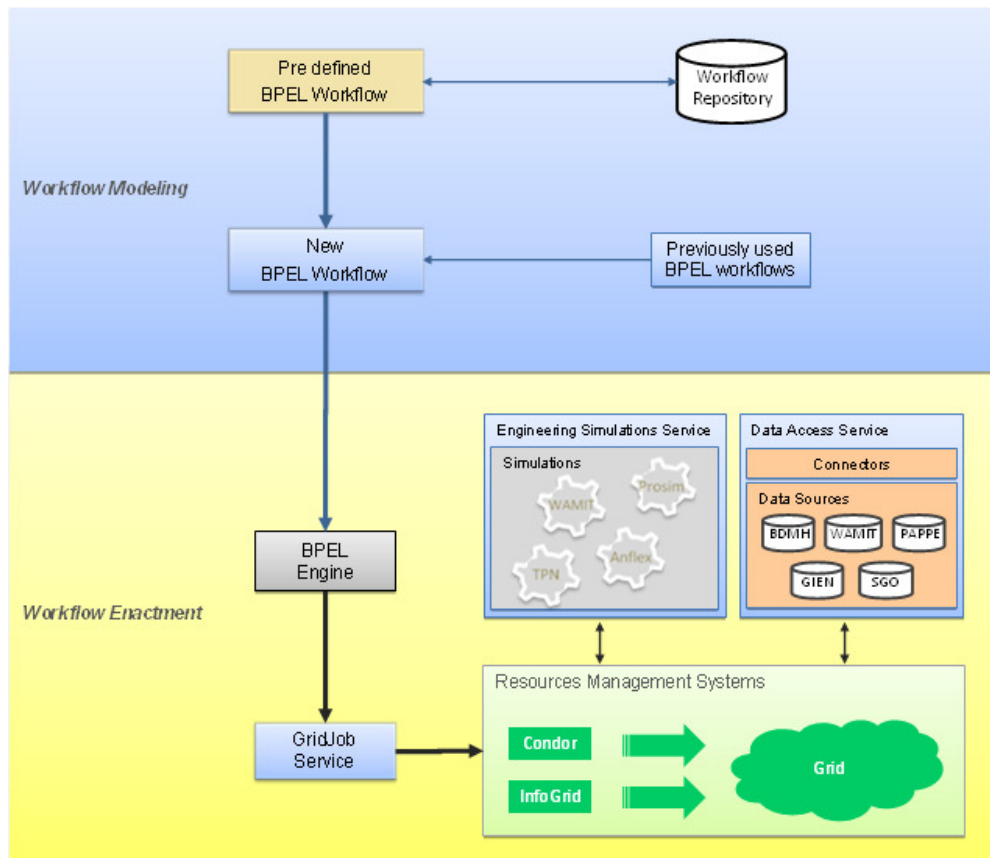 Pre defined
BPEL Workflow
Workflow
Repository
Workflow Modeling
New
BPEL Workflow
Previously used
BPEL workflows
Engineering Simulations Service
Simulations
WAMIT
Prosim
TPN
Anflex
Data Access Service
Connectors
Data Sources
BDMH
WAMIT
PAPPE
GIEN
SGO
BPEL
Engine
Workflow Enactment
GridJob
Service
Resources Management Systems
Condor
InfoGrid
Grid